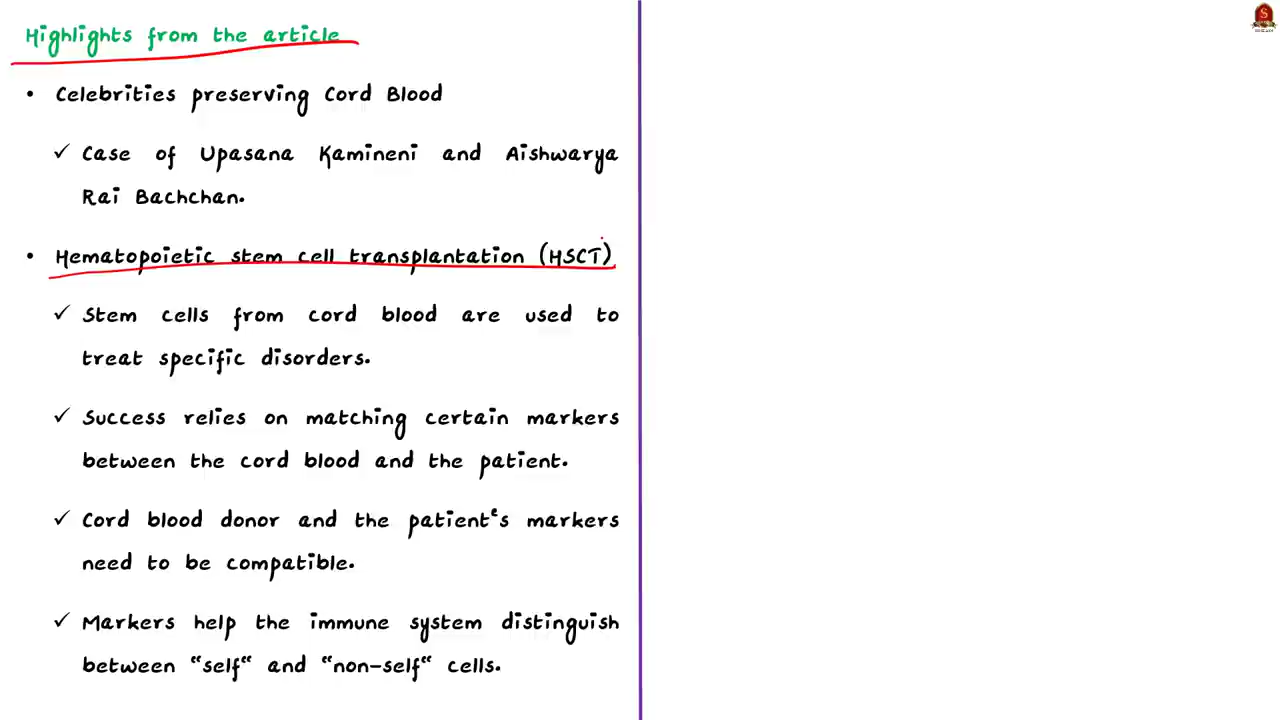 Highlights from the article
• Celebrities preserving Cord Blood
✓ Case of Upasana Kamineni and Aishwarya
Rai Bachchan.
• Hematopoietic stem cell transplantation (HSCT)
✓ Stem cells from cord blood are used to
treat specific disorders.
✓ Success relies on matching certain markers
between the cord blood and the patient.
✓ Cord blood donor and the patient‘s markers
need to be compatible.
✓ Markers help the immune system distinguish
between “self“ and “non-self“ cells.